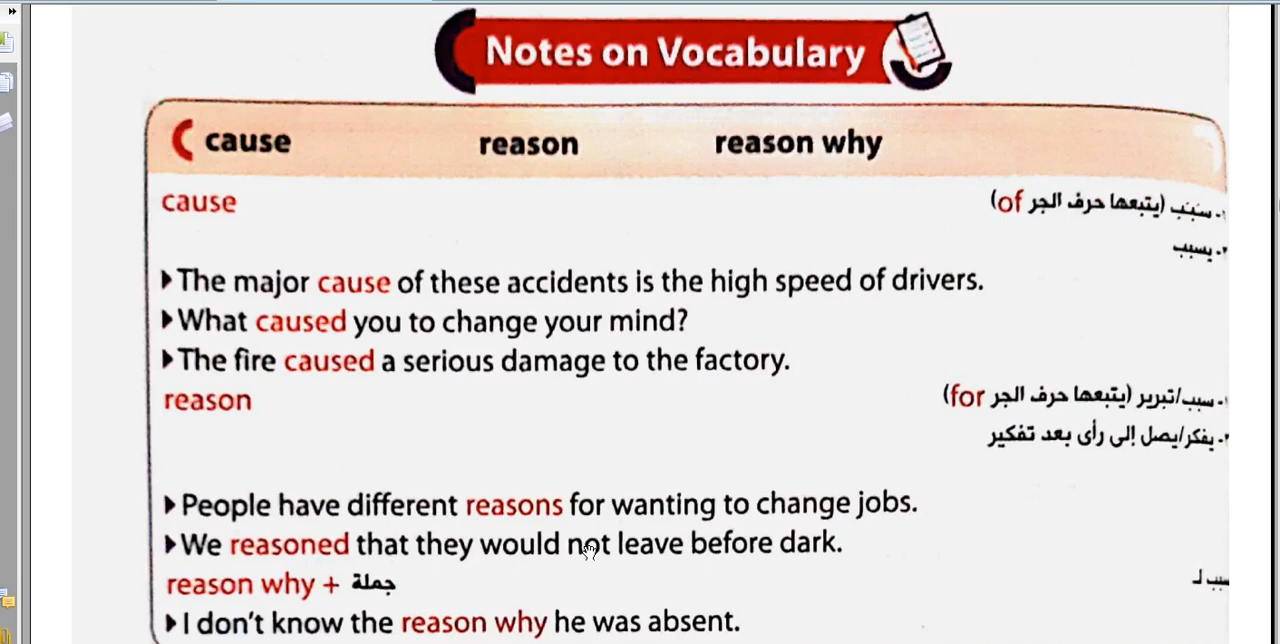 Notes on Vocabulary
cause reason reason why
cause ١- سبب (يتبعها حرف الجر of)
٢- يسبب
The major cause of these accidents is the high speed of drivers.
What caused you to change your mind?
The fire caused a serious damage to the factory.
reason ١- سبب/تبرير (يتبعها حرف الجر for)
٢- يفكر/يصل إلى رأى بعد تفكير
People have different reasons for wanting to change jobs.
We reasoned that they would not leave before dark.
reason why + جملة سبب لـ
I don't know the reason why he was absent.